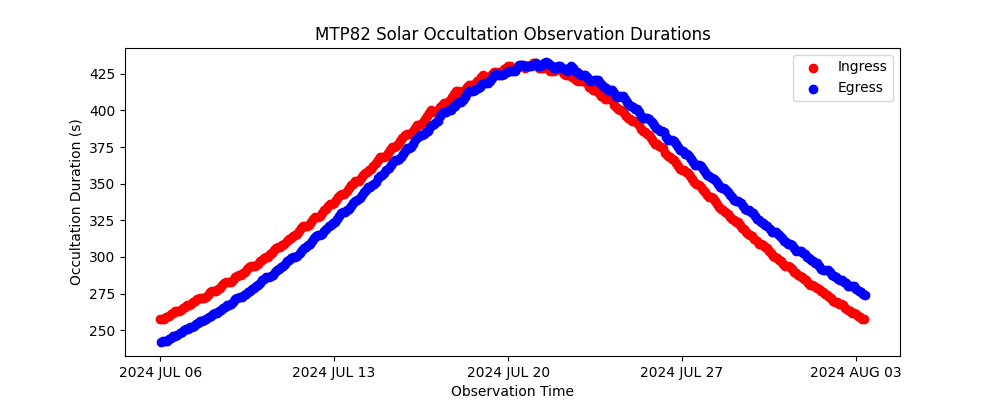 MTP82 Solar Occultation Observation Durations
Occultation Duration (s)
425
400
375
350
325
300
275
250
Ingress
Egress
2024 JUL 06
2024 JUL 13
2024 JUL 20
2024 JUL 27
2024 AUG 03
Observation Time